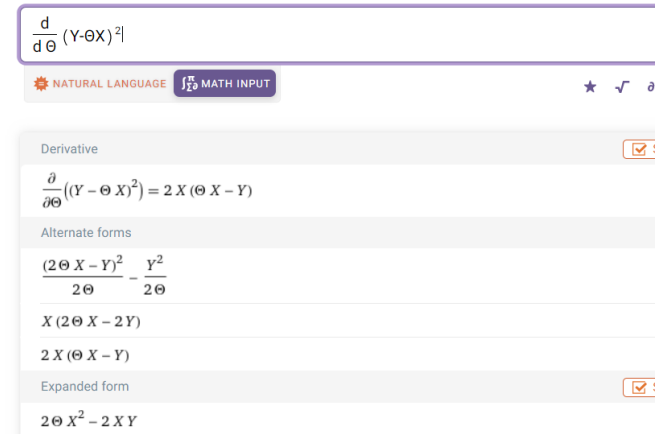 d/dΘ (Y-ΘX)²
NATURAL LANGUAGE ∫Σ∂π MATH INPUT ★ √ ∂
Derivative
∂/∂Θ((Y – Θ X)²) = 2 X (Θ X – Y)
Alternate forms
(2 Θ X – Y)²/2 Θ – Y²/2 Θ
X (2 Θ X – 2 Y)
2 X (Θ X – Y)
Expanded form
2 Θ X² – 2 X Y